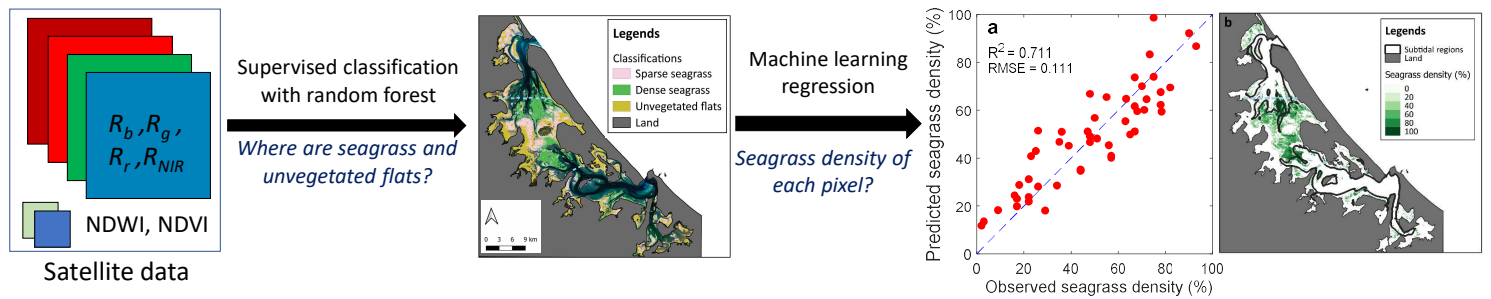 R_b ,R_g ,
R_r ,R_NIR
NDWI, NDVI
Satellite data
Supervised classification
with random forest
Where are seagrass and
unvegetated flats?
Legends
Classifications
Sparse seagrass
Dense seagrass
Unvegetated flats
Land
0 3 6 9 km
Machine learning
regression
Seagrass density of
each pixel?
Predicted seagrass density (%)
100
80
60
40
20
0
a
R² = 0.711
RMSE = 0.111
0 20 40 60 80 100
Observed seagrass density (%)
b
Legends
Subtidal regions
Land
Seagrass density (%)
0
20
40
60
80
100